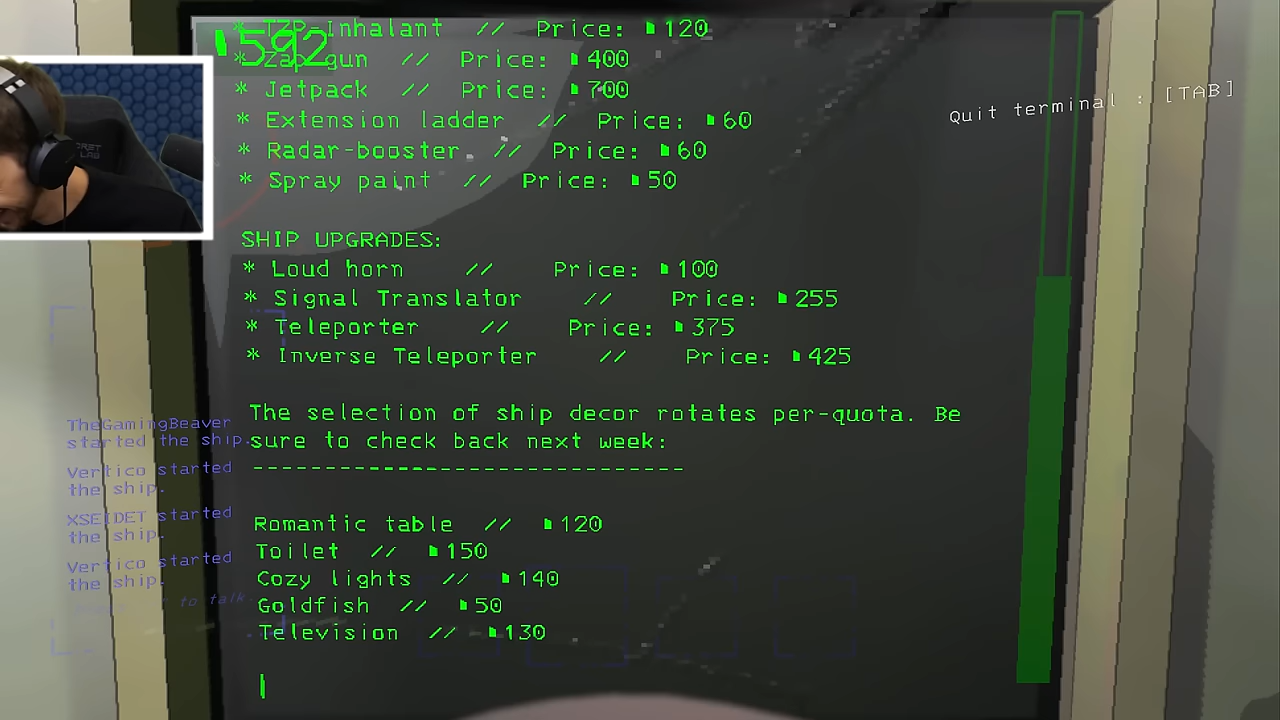 * TZP-Inhalant // Price: ▮120
▮592
* Zap gun // Price: ▮400
* Jetpack // Price: ▮700
Quit terminal : [TAB]
* Extension ladder // Price: ▮60
* Radar-booster // Price: ▮60
* Spray paint // Price: ▮50
SHIP UPGRADES:
* Loud horn // Price: ▮100
* Signal Translator // Price: ▮255
* Teleporter // Price: ▮375
* Inverse Teleporter // Price: ▮425
The selection of ship decor rotates per-quota. Be
sure to check back next week:
------------------------------
Romantic table // ▮120
Toilet // ▮150
Cozy lights // ▮140
Goldfish // ▮50
Television // ▮130
TheGamingBeaver
started the ship.
Vertico started
the ship.
XSEIDET started
the ship.
Vertico started
the ship.
to talk.